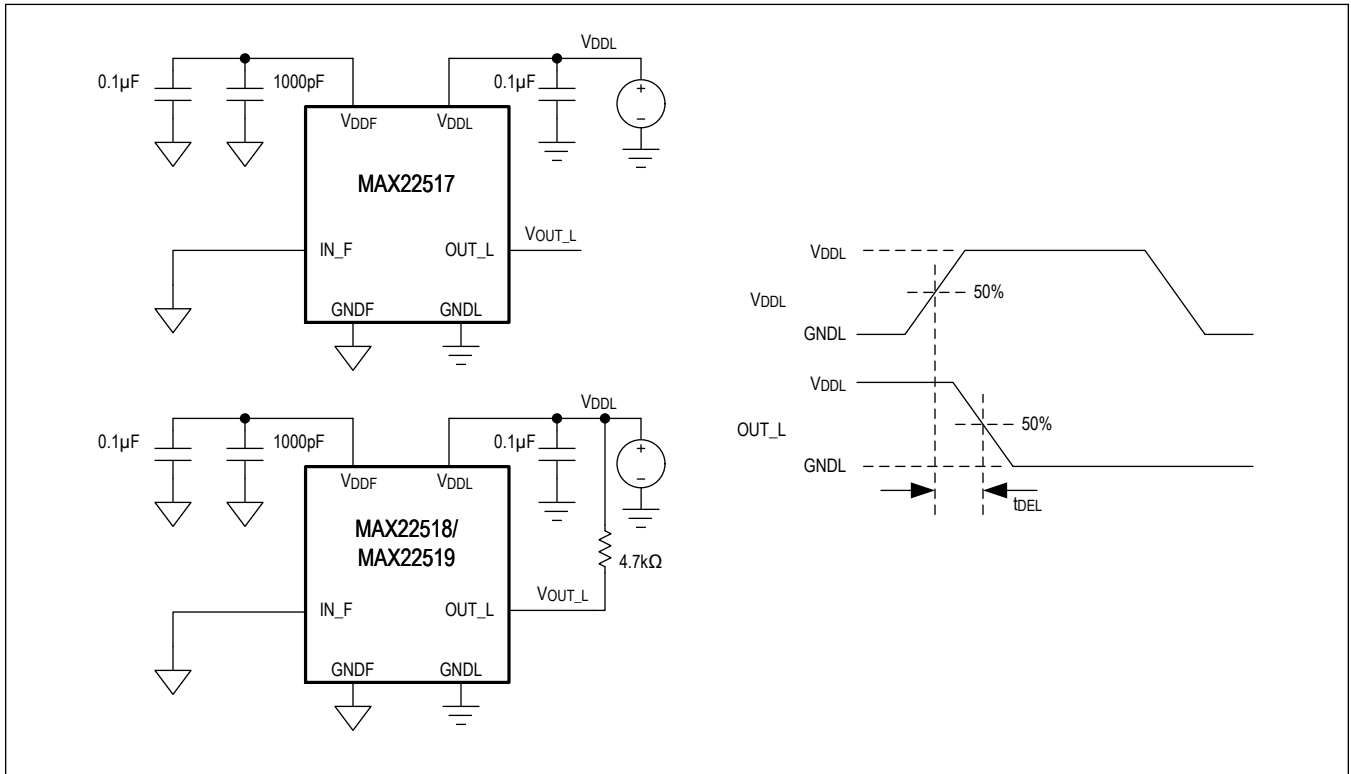 VDDL
0.1µF
1000pF
0.1µF
+
−
VDDF
VDDL
MAX22517
IN_F
OUT_L
VOUT_L
GNDF
GNDL
VDDL
0.1µF
1000pF
0.1µF
+
−
VDDF
VDDL
MAX22518/
MAX22519
4.7kΩ
IN_F
OUT_L
VOUT_L
GNDF
GNDL
VDDL
VDDL
50%
GNDL
VDDL
OUT_L
50%
GNDL
tDEL